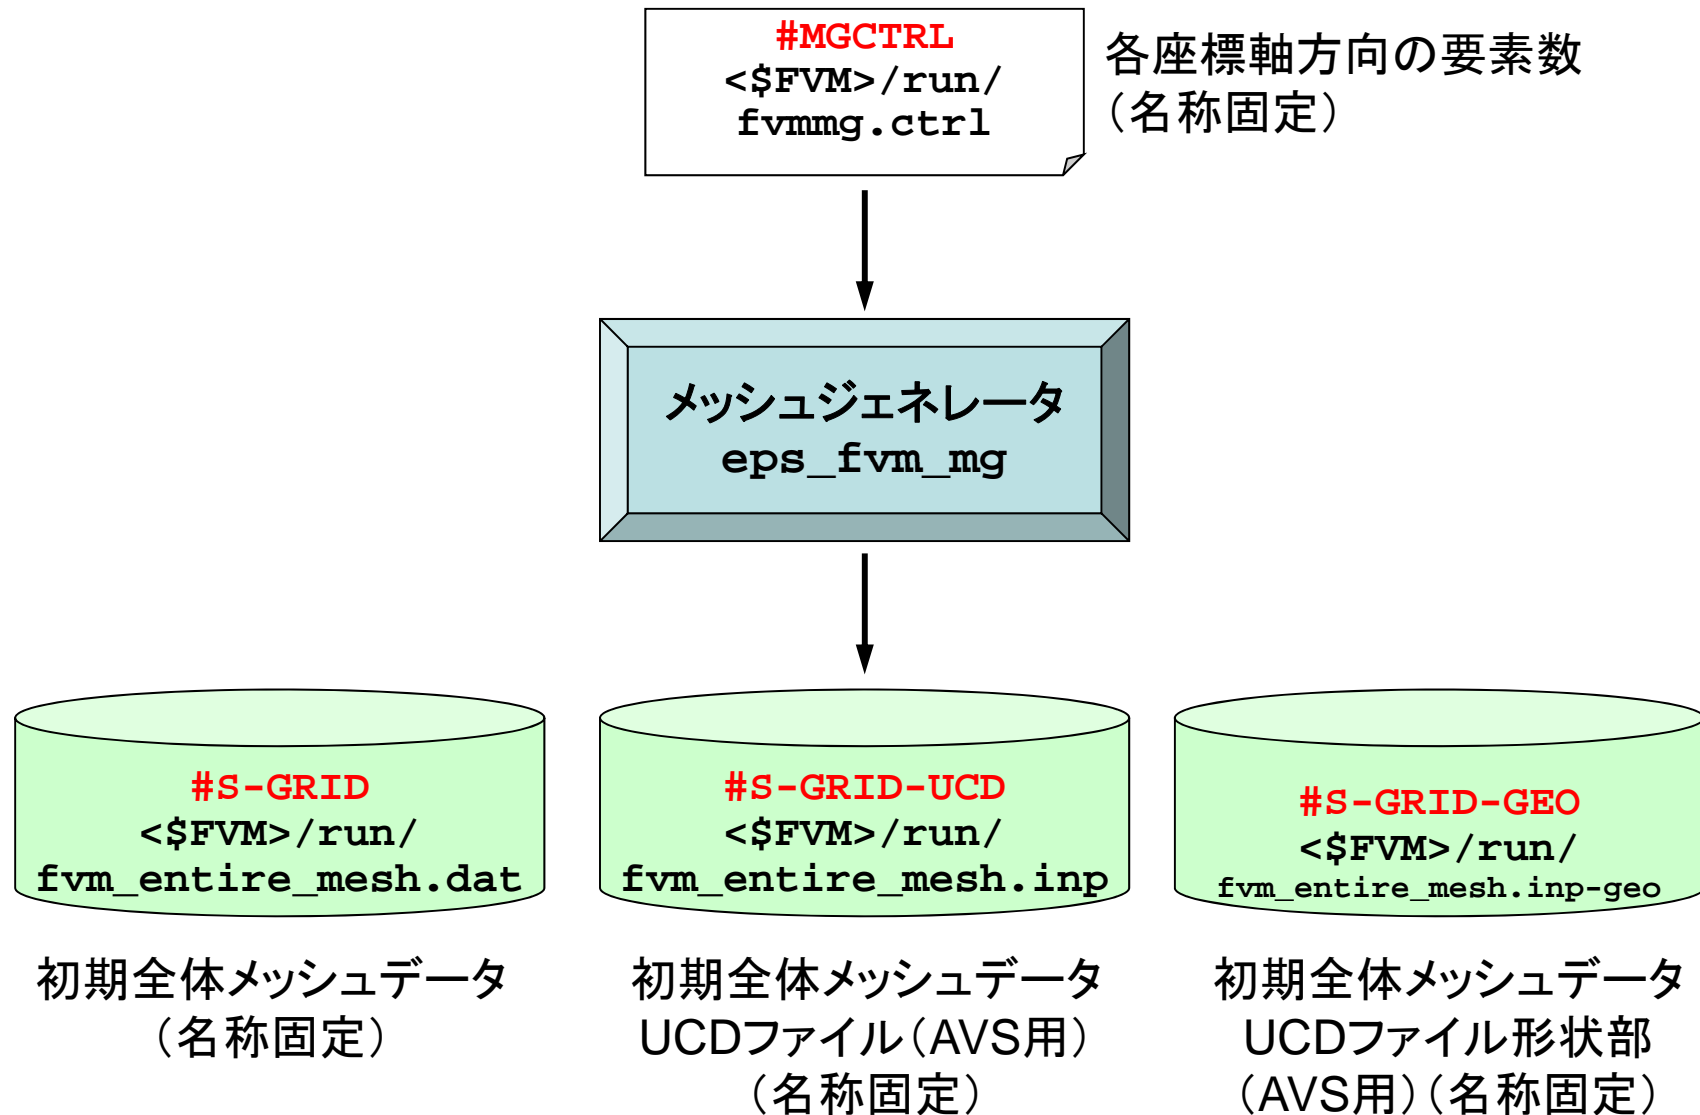 #MGCTRL
<$FVM>/run/
fvmmg.ctrl
各座標軸方向の要素数
（名称固定）
メッシュジェネレータ
eps_fvm_mg
#S-GRID
<$FVM>/run/
fvm_entire_mesh.dat
初期全体メッシュデータ
（名称固定）
#S-GRID-UCD
<$FVM>/run/
fvm_entire_mesh.inp
初期全体メッシュデータ
UCDファイル（AVS用）
（名称固定）
#S-GRID-GEO
<$FVM>/run/
fvm_entire_mesh.inp-geo
初期全体メッシュデータ
UCDファイル形状部
（AVS用）（名称固定）